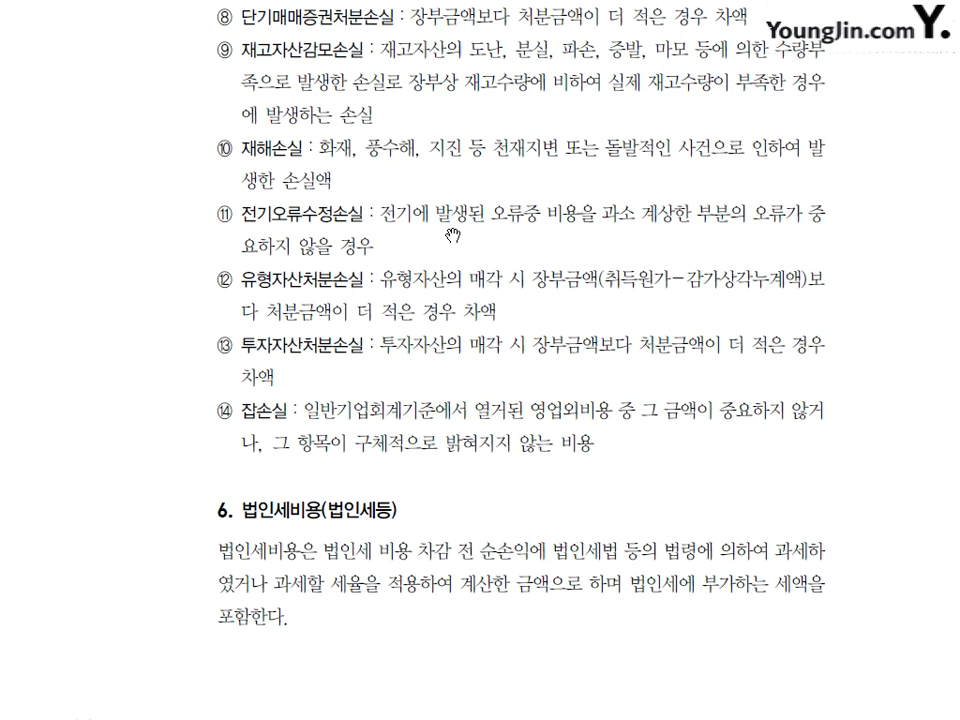 ⑧ 단기매매증권처분손실 : 장부금액보다 처분금액이 더 적은 경우 차액
YoungJin.com Y.
⑨ 재고자산감모손실 : 재고자산의 도난, 분실, 파손, 증발, 마모 등에 의한 수량부
족으로 발생한 손실로 장부상 재고수량에 비하여 실제 재고수량이 부족한 경우
에 발생하는 손실
⑩ 재해손실 : 화재, 풍수해, 지진 등 천재지변 또는 돌발적인 사건으로 인하여 발
생한 손실액
⑪ 전기오류수정손실 : 전기에 발생된 오류중 비용을 과소 계상한 부분의 오류가 중
요하지 않을 경우
⑫ 유형자산처분손실 : 유형자산의 매각 시 장부금액(취득원가-감가상각누계액)보
다 처분금액이 더 적은 경우 차액
⑬ 투자자산처분손실 : 투자자산의 매각 시 장부금액보다 처분금액이 더 적은 경우
차액
⑭ 잡손실 : 일반기업회계기준에서 열거된 영업외비용 중 그 금액이 중요하지 않거
나, 그 항목이 구체적으로 밝혀지지 않는 비용
6. 법인세비용(법인세등)
법인세비용은 법인세 비용 차감 전 순손익에 법인세법 등의 법령에 의하여 과세하
였거나 과세할 세율을 적용하여 계산한 금액으로 하며 법인세에 부가하는 세액을
포함한다.